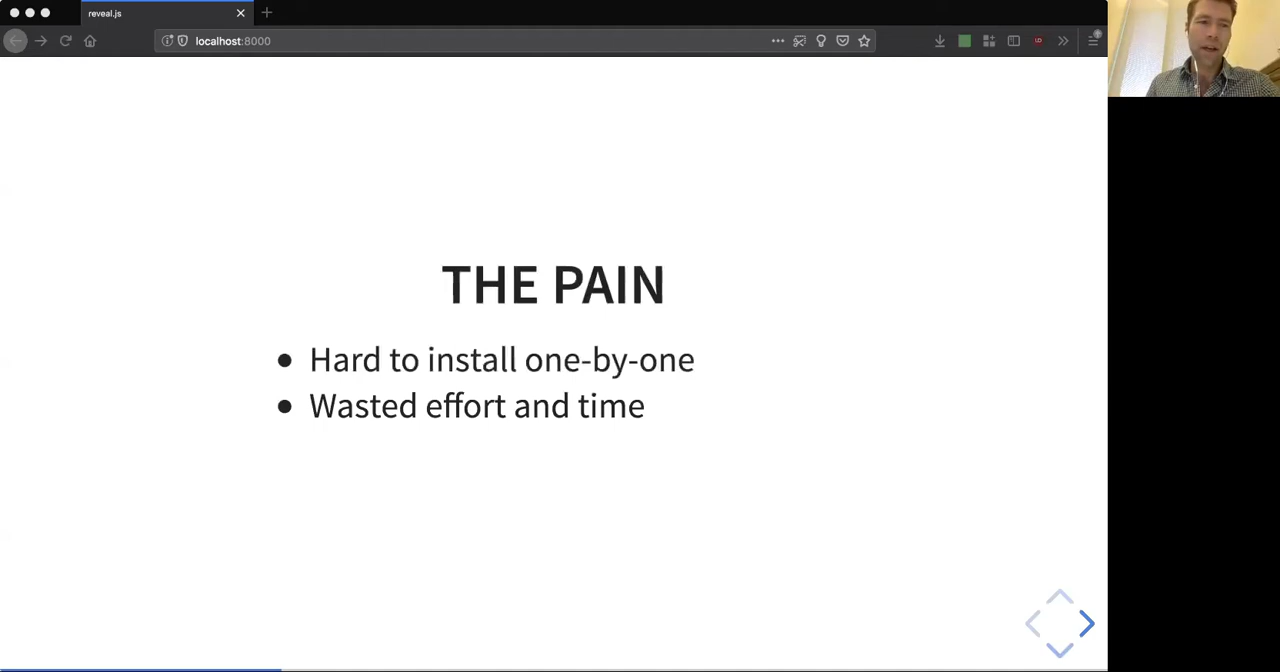 reveal.js
localhost:8000
THE PAIN
Hard to install one-by-one
Wasted effort and time